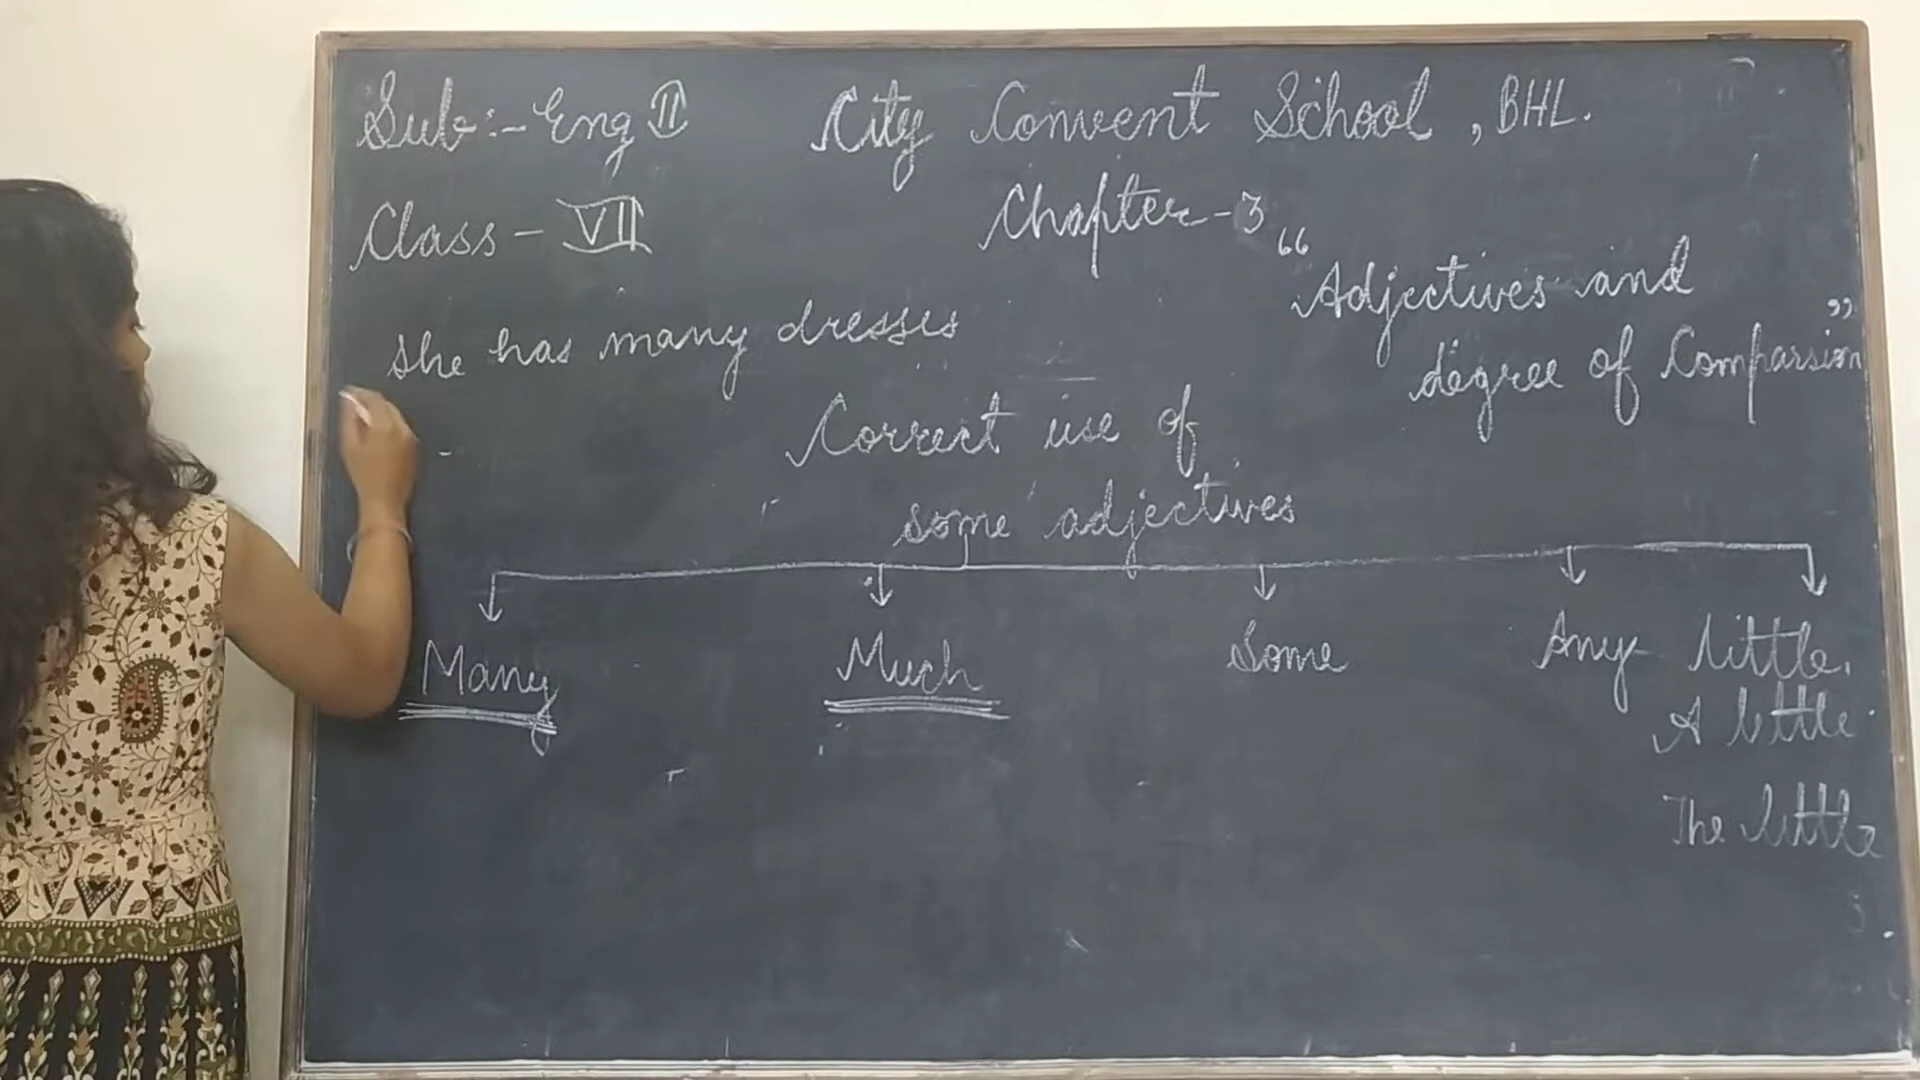 Sub:- Eng II
City Convent School, BHL.
Class - VII
Chapter - 3
"Adjectives and
degree of Comparsion"
She has many dresses
Correct use of
some adjectives
Many
Much
Some
Any
little.
A little.
The little